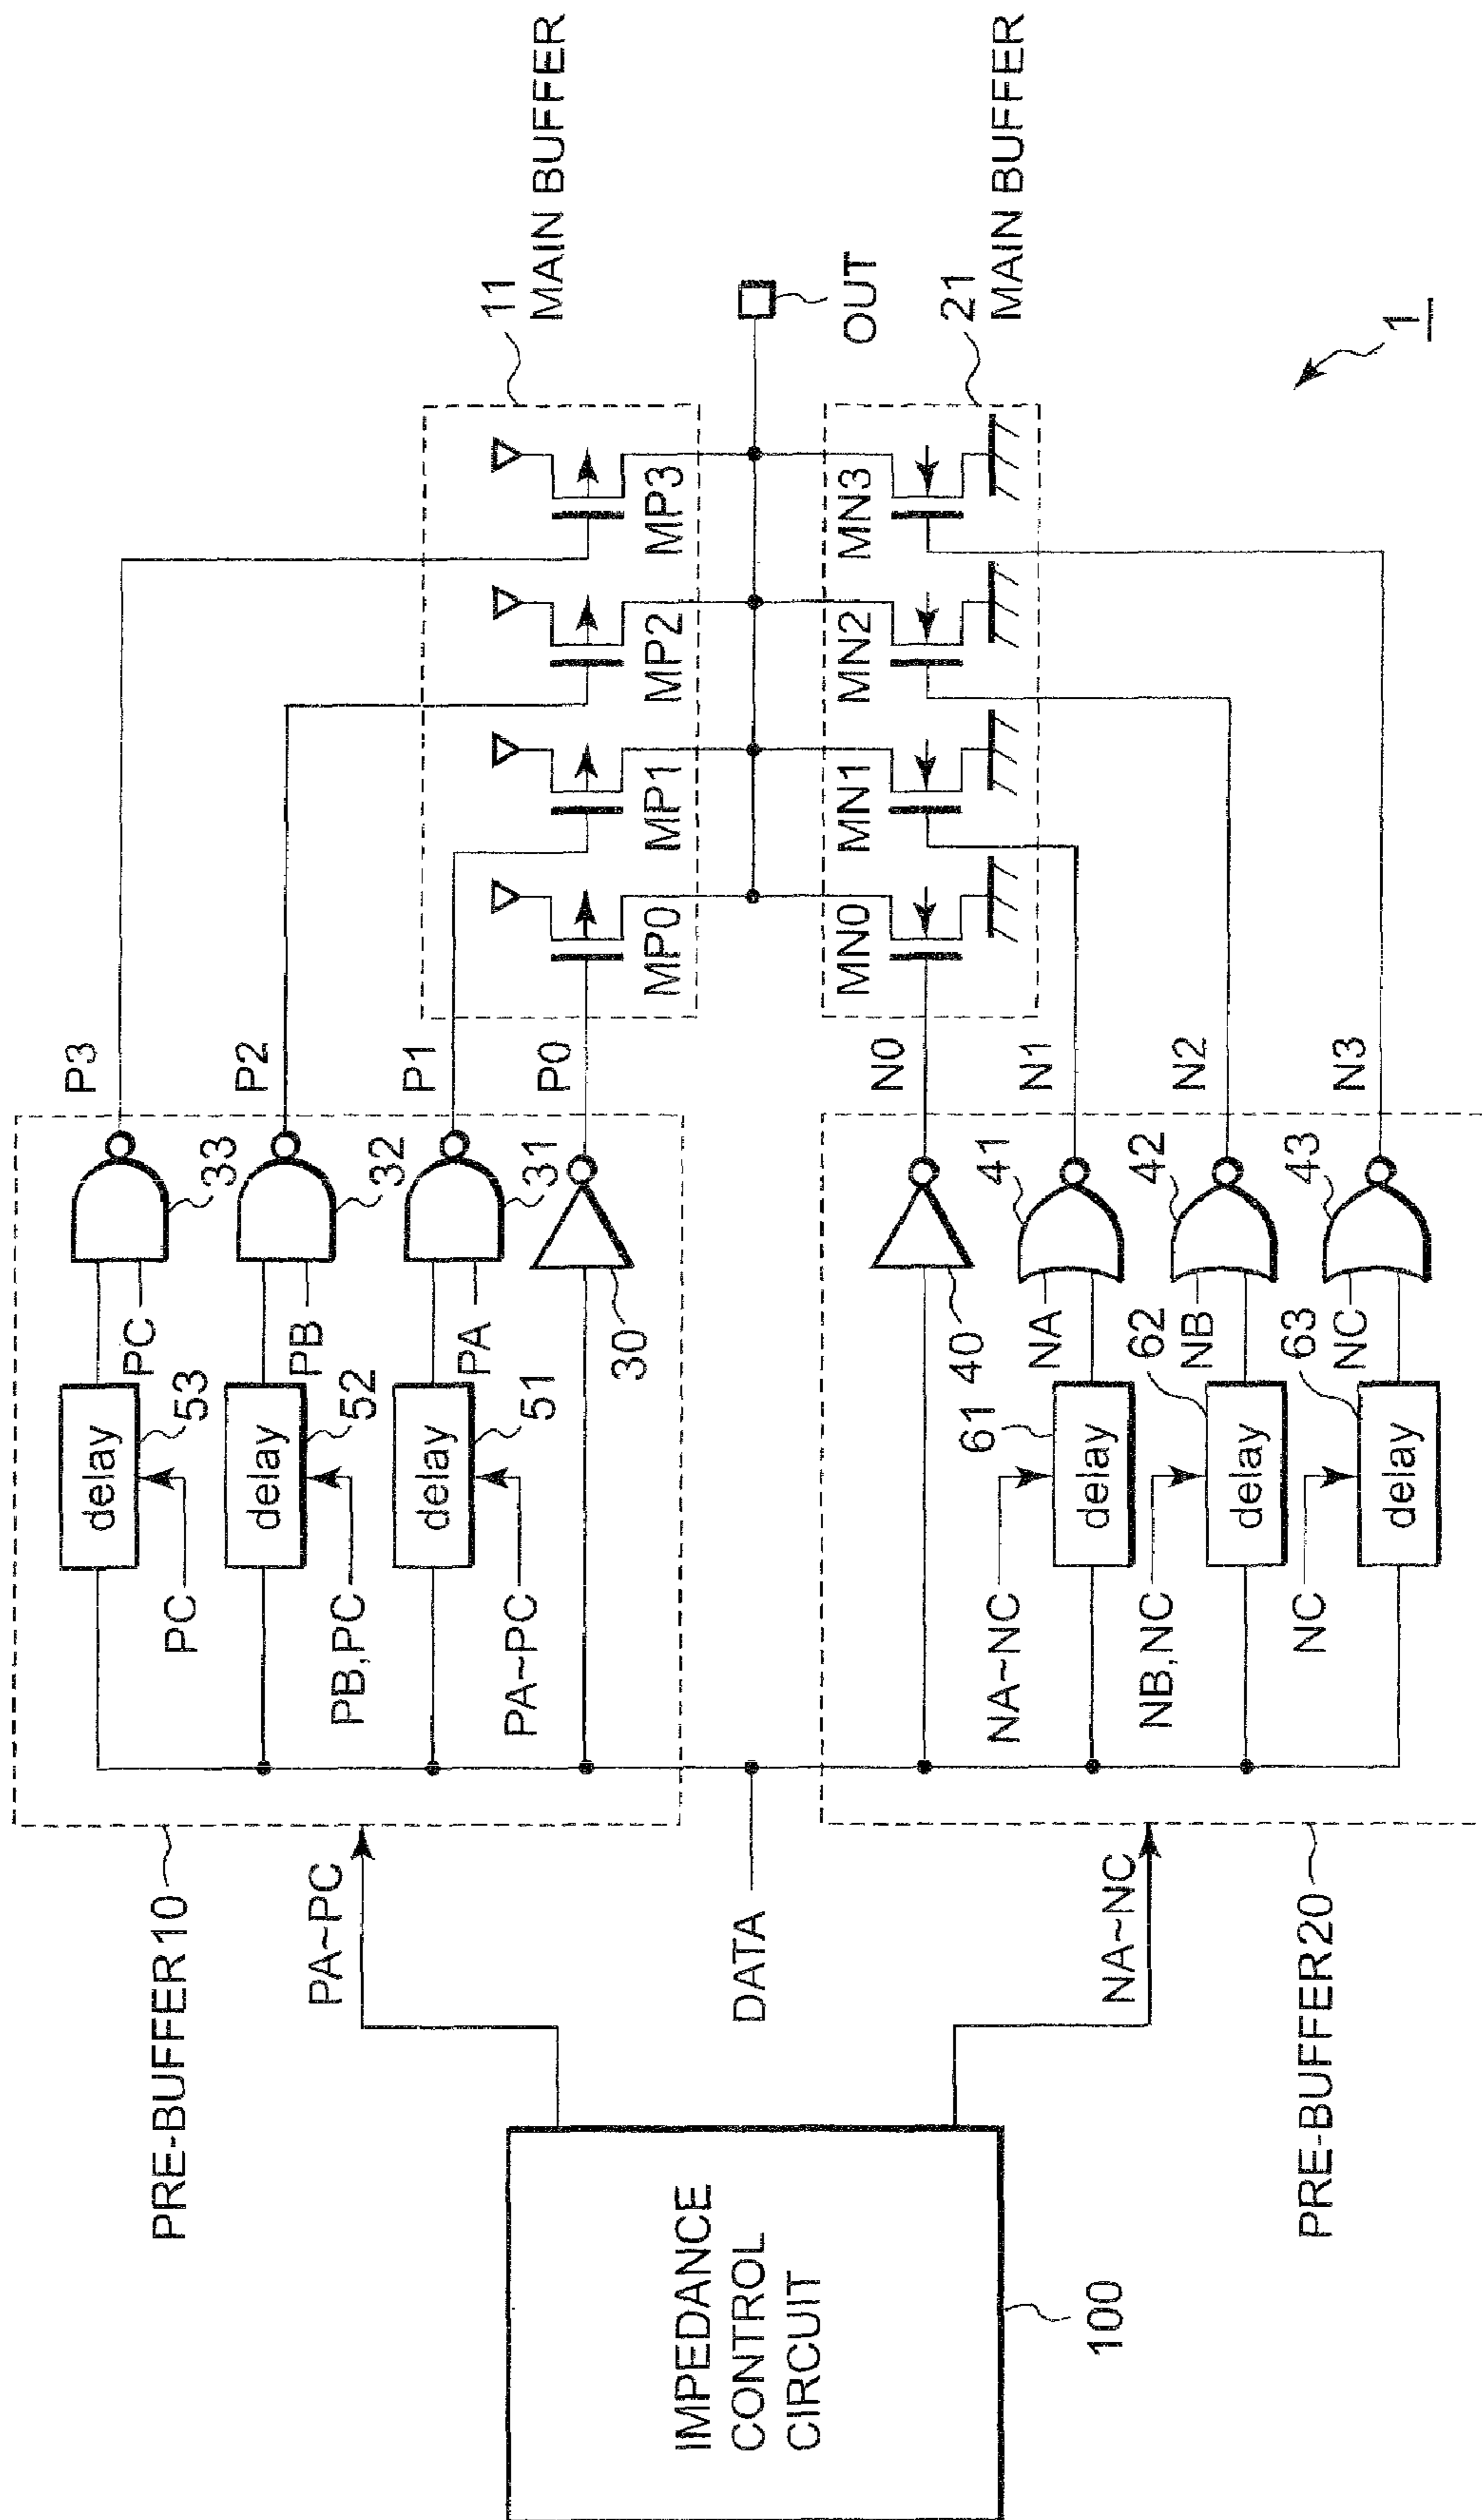 PRE-BUFFER10
PA~PC
IMPEDANCE
CONTROL
CIRCUIT
100
DATA
NA~NC
PRE-BUFFER20
delay
53
PC
PC
33
P3
delay
52
PB,PC
PB
32
P2
delay
51
PA~PC
PA
31
P1
30
P0
40
N0
NA~NC
61
delay
NA
41
N1
NB,NC
62
delay
NB
42
N2
NC
63
delay
NC
43
N3
11
MAIN BUFFER
MP0
MP1
MP2
MP3
OUT
21
MAIN BUFFER
MN0
MN1
MN2
MN3
1